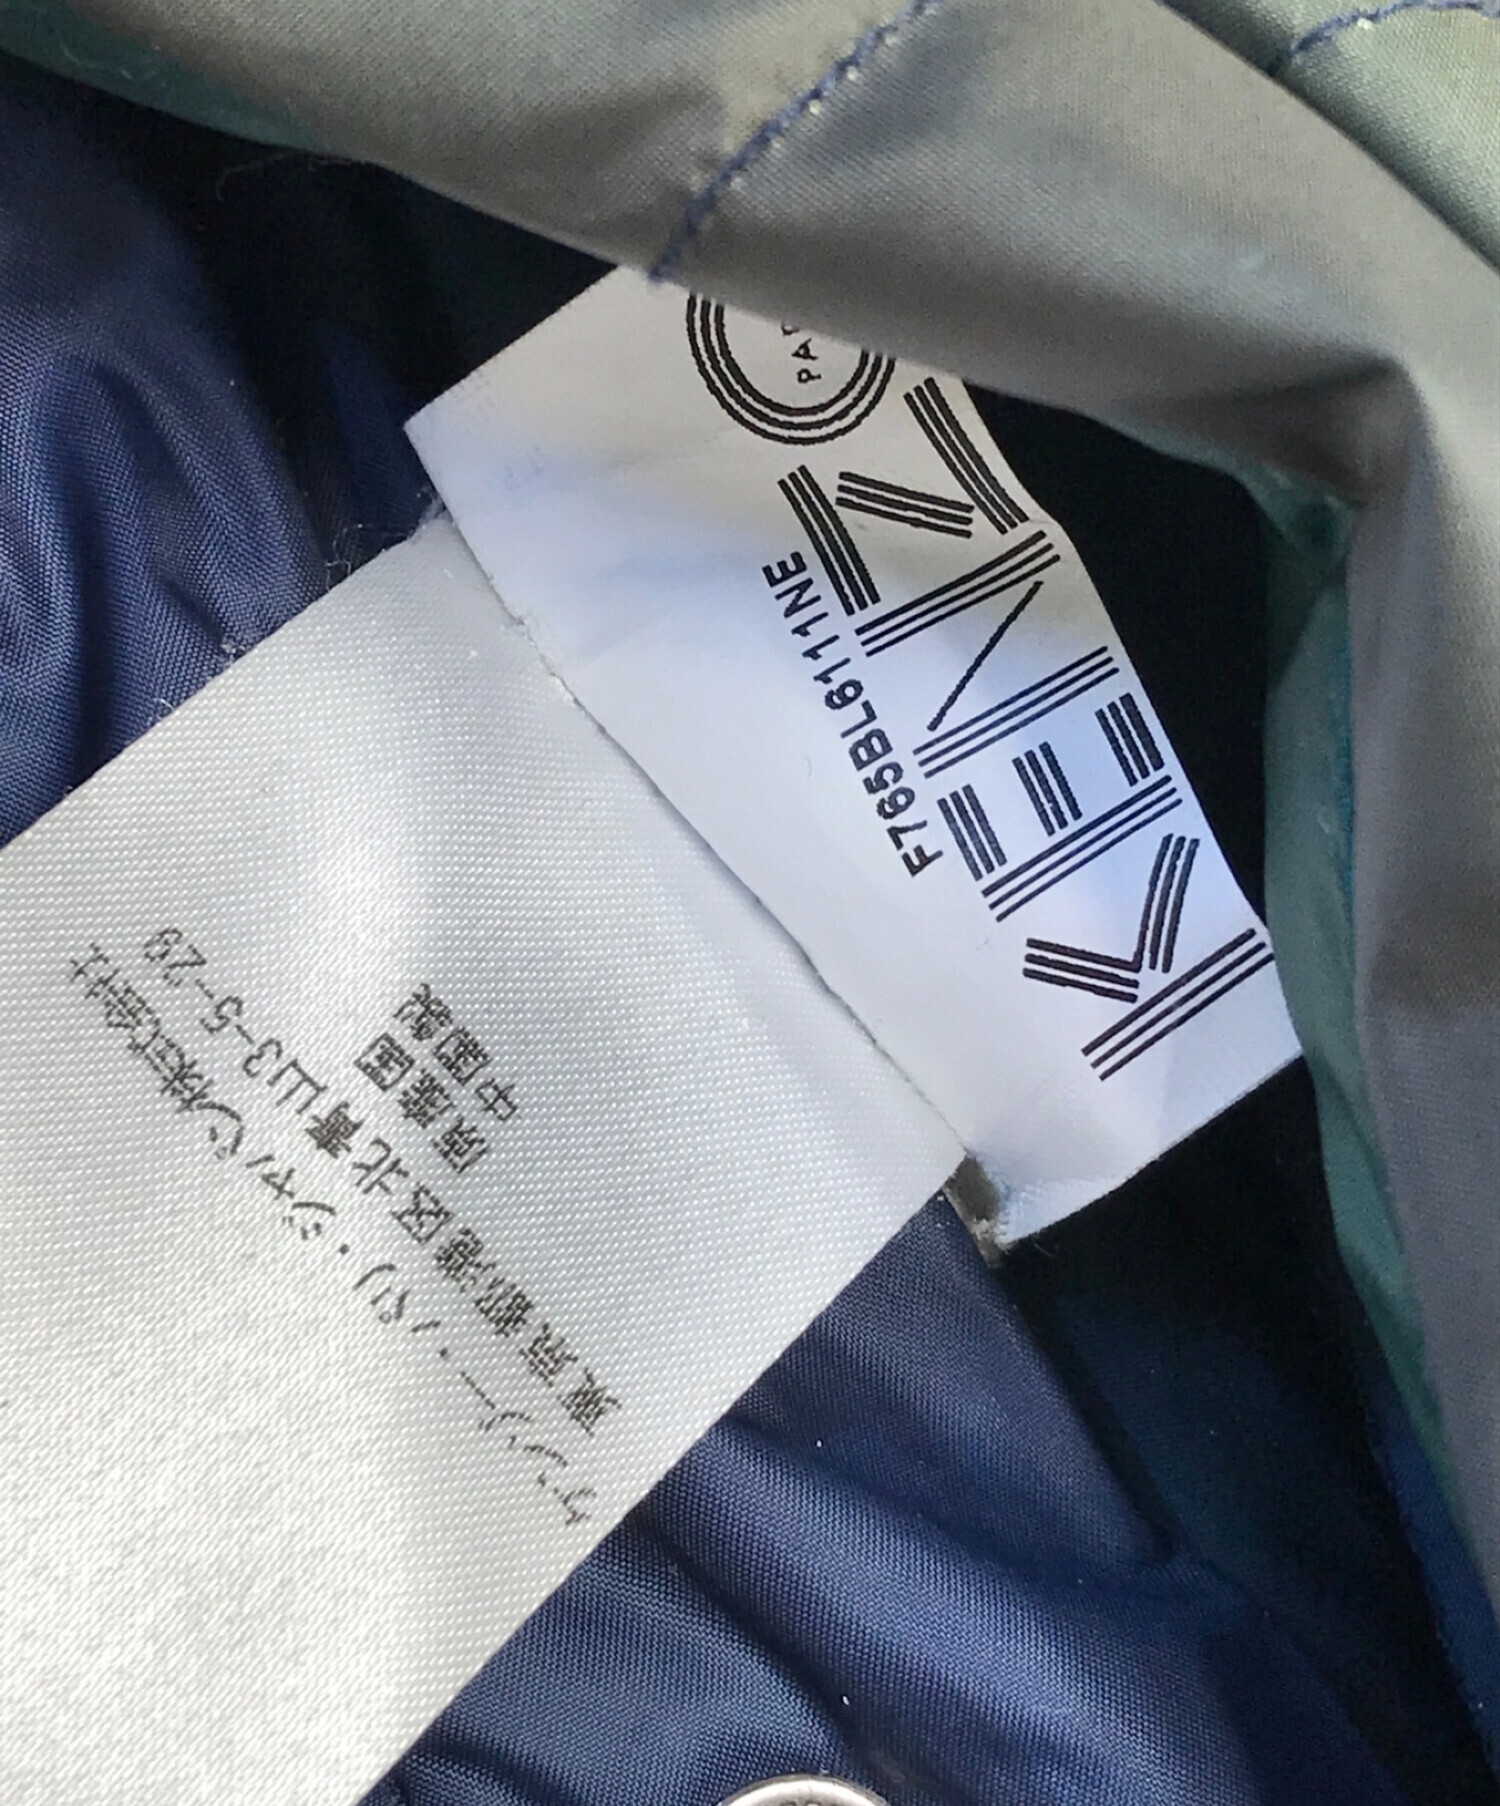 KENZO
PA
F765BL6111NE
ケンゾー・パリ・ジャパン株式会社
東京都港区北青山3-5-29
原産国
中国製